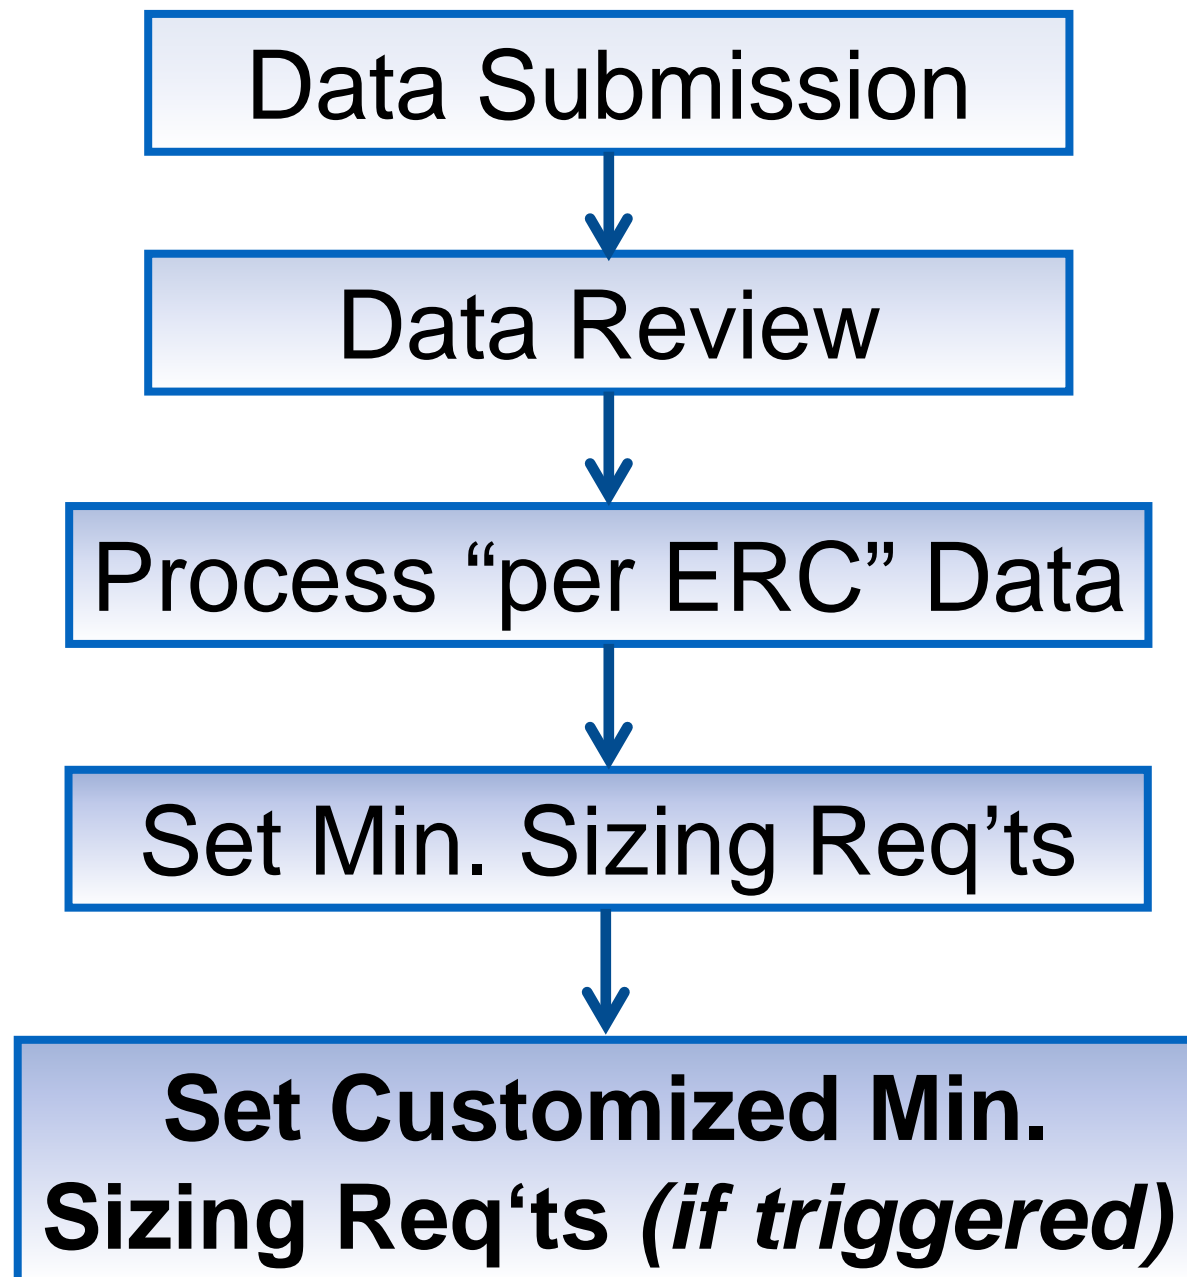 Data Submission
Data Review
Process “per ERC” Data
Set Min. Sizing Req’ts
Set Customized Min.
Sizing Req‘ts (if triggered)